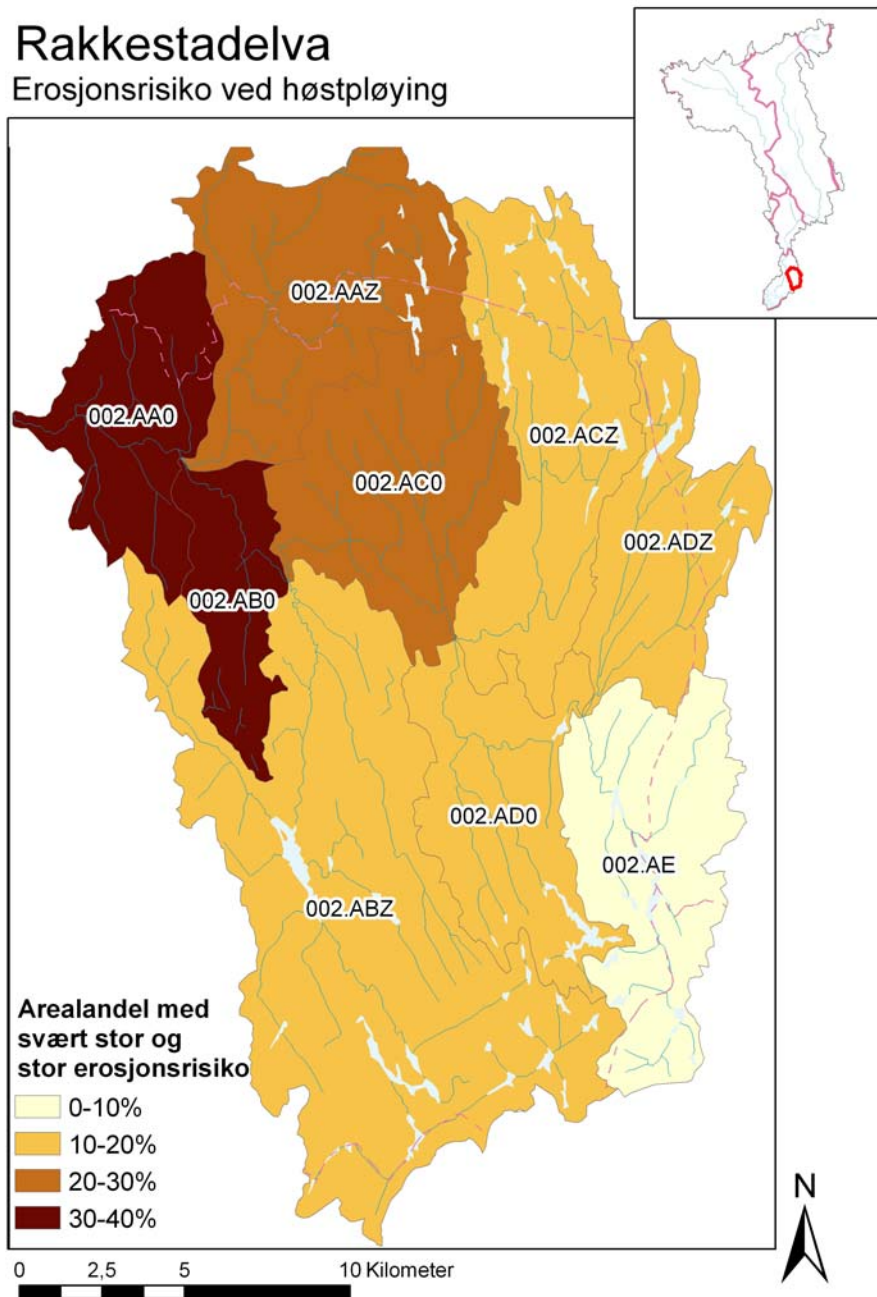 Rakkestadelva
Erosjonsrisiko ved høstpløying
002.AAZ
002.AA0
002.ACZ
002.AC0
002.ADZ
002.AB0
002.AD0
002.AE
002.ABZ
Arealandel med
svært stor og
stor erosjonsrisiko
0-10%
10-20%
20-30%
30-40%
N
0 2,5 5 10 Kilometer